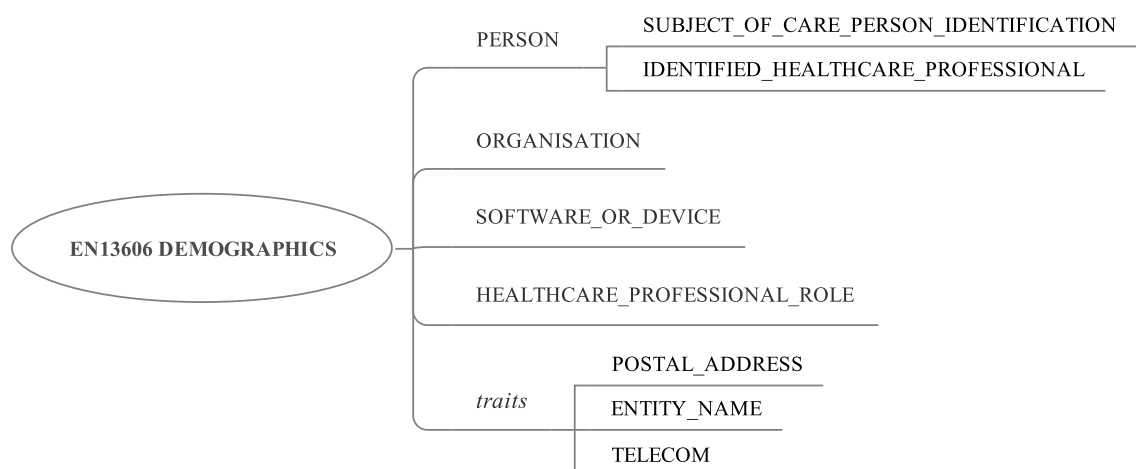 EN13606 DEMOGRAPHICS
PERSON
SUBJECT_OF_CARE_PERSON_IDENTIFICATION
IDENTIFIED_HEALTHCARE_PROFESSIONAL
ORGANISATION
SOFTWARE_OR_DEVICE
HEALTHCARE_PROFESSIONAL_ROLE
traits
POSTAL_ADDRESS
ENTITY_NAME
TELECOM